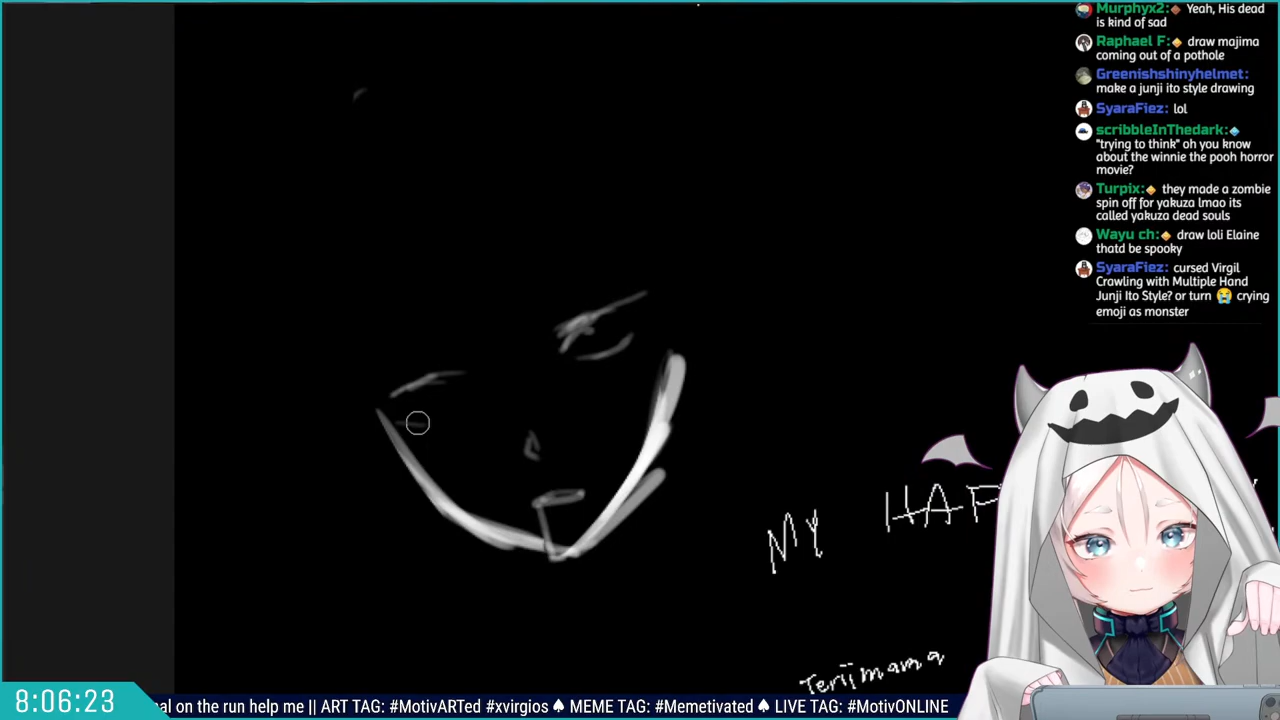 Murphyx2: Yeah, His dead
is kind of sad
Raphael F: draw majima
coming out of a pothole
Greenishshinyhelmet:
make a junji ito style drawing
SyaraFiez: lol
scribbleInThedark:
"trying to think" oh you know
about the winnie the pooh horror
movie?
Turpix: they made a zombie
spin off for yakuza lmao its
called yakuza dead souls
Wayu ch: draw loli Elaine
thatd be spooky
SyaraFiez: cursed Virgil
Crawling with Multiple Hand
Junji Ito Style? or turn 😭 crying
emoji as monster
MY
Teriimama
8:06:23
on the run help me || ART TAG: #MotivARTed #xvirgios ♠ MEME TAG: #Memetivated ♠ LIVE TAG: #MotivONLINE